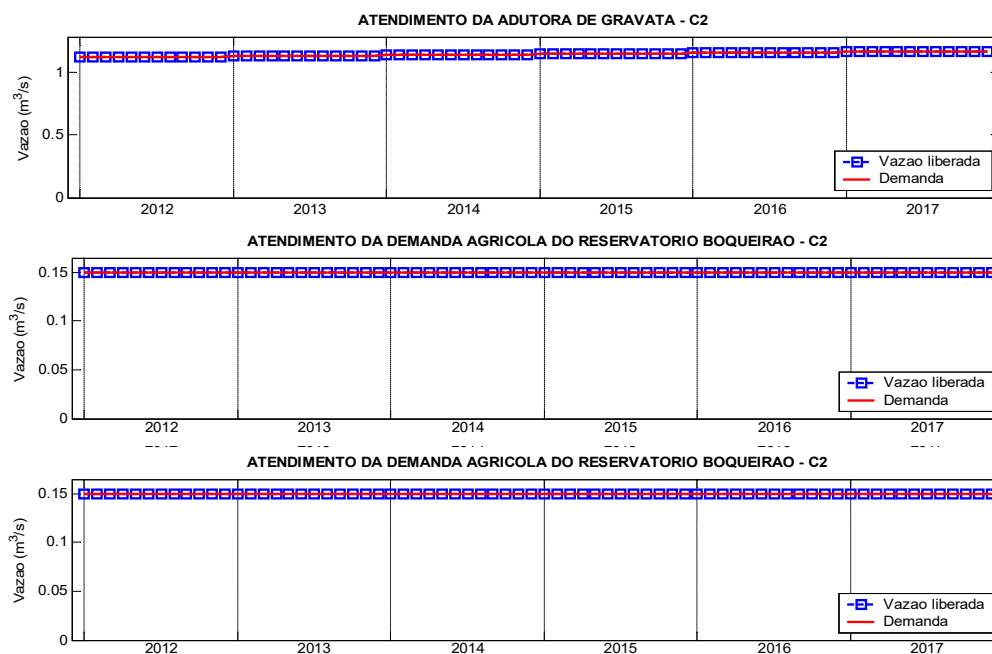 ATENDIMENTO DA ADUTORA DE GRAVATA - C2
Vazao (m³/s)
1
0.5
0
Vazao liberada
Demanda
2012 2013 2014 2015 2016 2017
ATENDIMENTO DA DEMANDA AGRICOLA DO RESERVATORIO BOQUEIRAO - C2
Vazao (m³/s)
0.15
0.1
0.05
0
Vazao liberada
Demanda
2012 2013 2014 2015 2016 2017
ATENDIMENTO DA DEMANDA AGRICOLA DO RESERVATORIO BOQUEIRAO - C2
Vazao (m³/s)
0.15
0.1
0.05
0
Vazao liberada
Demanda
2012 2013 2014 2015 2016 2017